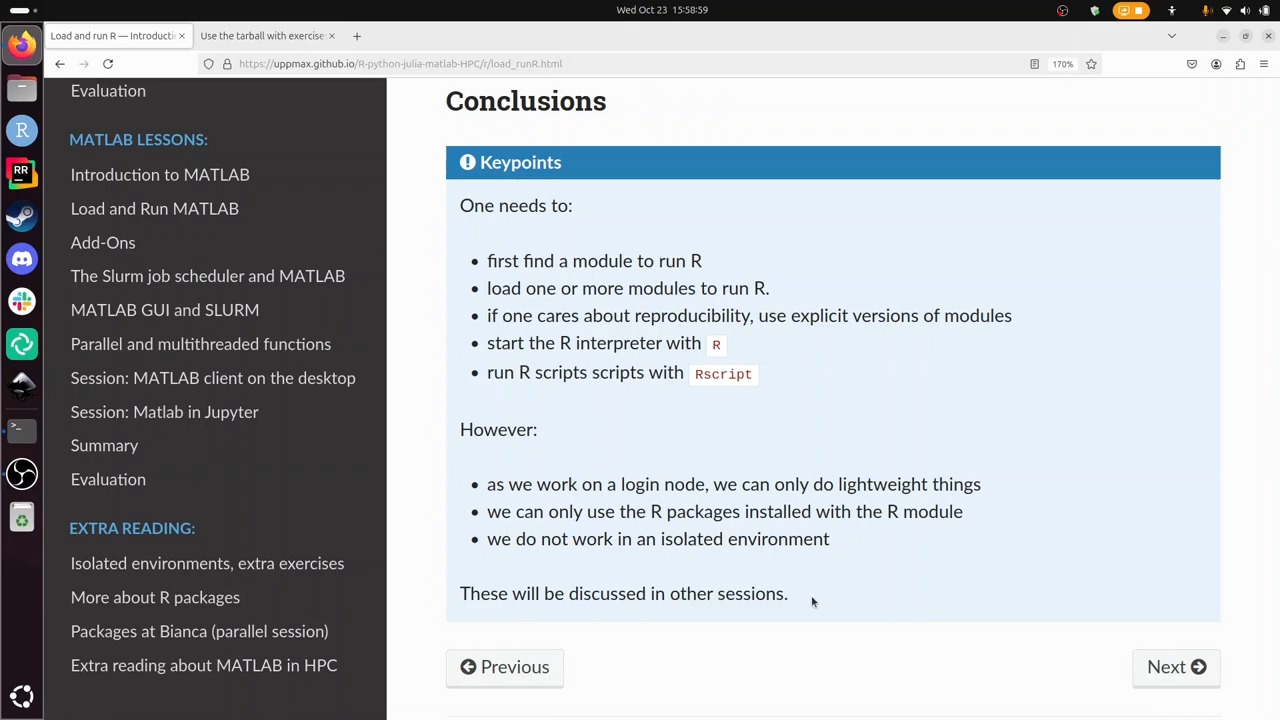 Wed Oct 23 15:58:59
Load and run R — Introducti
Use the tarball with exercise
https://uppmax.github.io/R-python-julia-matlab-HPC/r/load_runR.html
170%
Evaluation
MATLAB LESSONS:
Introduction to MATLAB
Load and Run MATLAB
Add-Ons
The Slurm job scheduler and MATLAB
MATLAB GUI and SLURM
Parallel and multithreaded functions
Session: MATLAB client on the desktop
Session: Matlab in Jupyter
Summary
Evaluation
EXTRA READING:
Isolated environments, extra exercises
More about R packages
Packages at Bianca (parallel session)
Extra reading about MATLAB in HPC
Conclusions
Keypoints
One needs to:
first find a module to run R
load one or more modules to run R.
if one cares about reproducibility, use explicit versions of modules
start the R interpreter with R
run R scripts scripts with Rscript
However:
as we work on a login node, we can only do lightweight things
we can only use the R packages installed with the R module
we do not work in an isolated environment
These will be discussed in other sessions.
Previous
Next
R
RR
>_